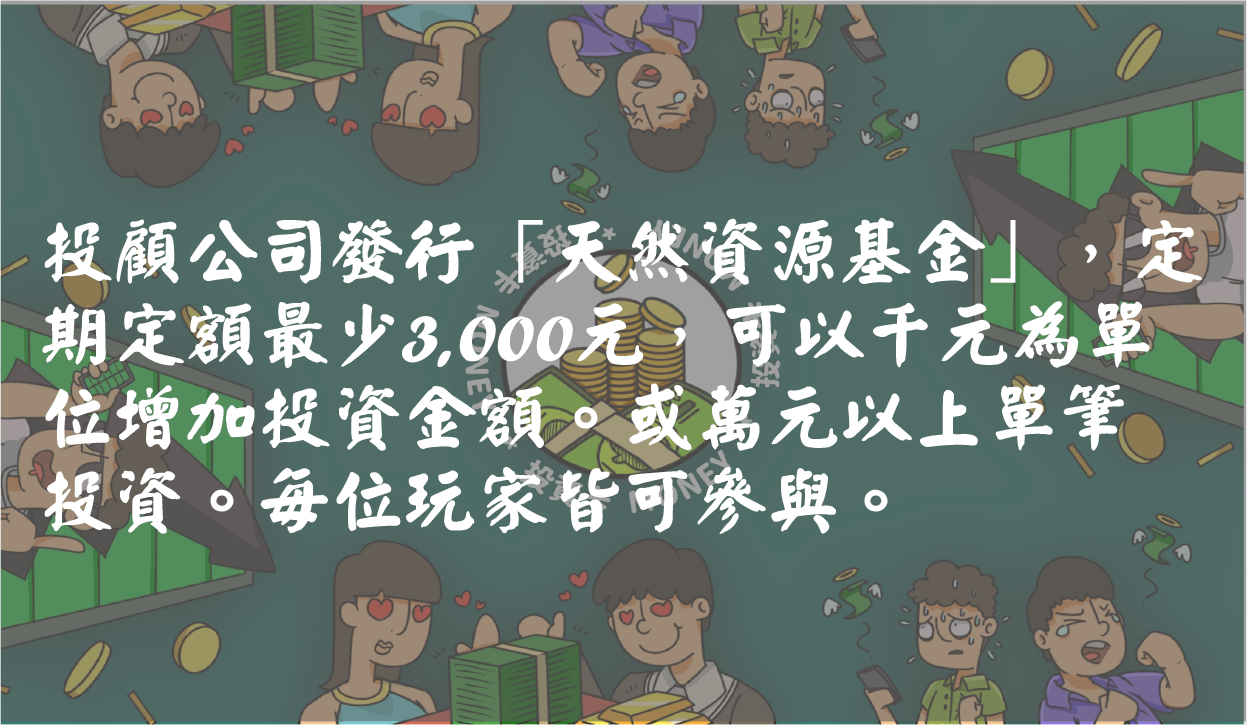 投顧公司發行「天然資源基金」，定
期定額最少3,000元，可以千元為單
位增加投資金額。或萬元以上單筆
投資。每位玩家皆可參與。
MONEY